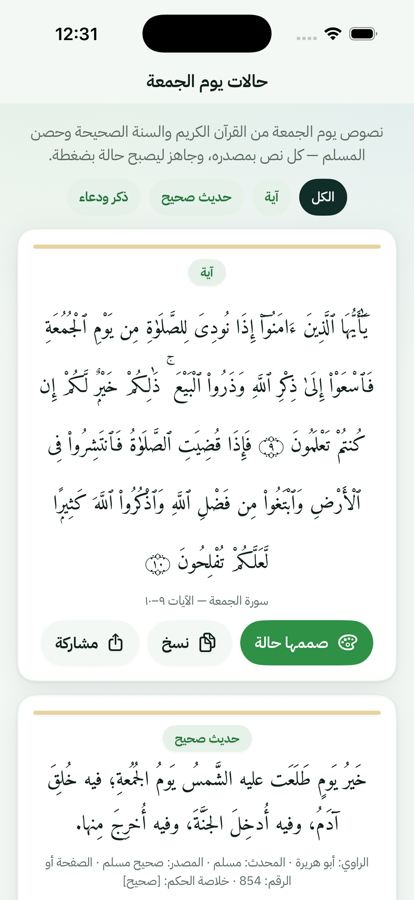 12:31
حالات يوم الجمعة
نصوص يوم الجمعة من القرآن الكريم والسنة الصحيحة وحصن
المسلم — كل نص بمصدره، وجاهز ليصبح حالة بضغطة.
الكل
آية
حديث صحيح
ذكر ودعاء
آية
يَٰٓأَيُّهَا ٱلَّذِينَ ءَامَنُوٓاْ إِذَا نُودِيَ لِلصَّلَوٰةِ مِن يَوۡمِ ٱلۡجُمُعَةِ
فَٱسۡعَوۡاْ إِلَىٰ ذِكۡرِ ٱللَّهِ وَذَرُواْ ٱلۡبَيۡعَۚ ذَٰلِكُمۡ خَيۡرٞ لَّكُمۡ إِن
كُنتُمۡ تَعۡلَمُونَ ٩ فَإِذَا قُضِيَتِ ٱلصَّلَوٰةُ فَٱنتَشِرُواْ فِي
ٱلۡأَرۡضِ وَٱبۡتَغُواْ مِن فَضۡلِ ٱللَّهِ وَٱذۡكُرُواْ ٱللَّهَ كَثِيرٗا
لَّعَلَّكُمۡ تُفۡلِحُونَ ١٠
سورة الجمعة — الآيات ٩–١٠
صممها حالة
نسخ
مشاركة
حديث صحيح
خَيرُ يَومٍ طَلَعَت عليه الشَّمسُ يَومُ الجُمُعةِ؛ فيه خُلِقَ
آدَمُ، وفيه أُدخِلَ الجَنَّةَ، وفيه أُخرِجَ مِنها.
الراوي: أبو هريرة · المحدث: مسلم · المصدر: صحيح مسلم · الصفحة أو
الرقم: 854 · خلاصة الحكم: [صحيح]